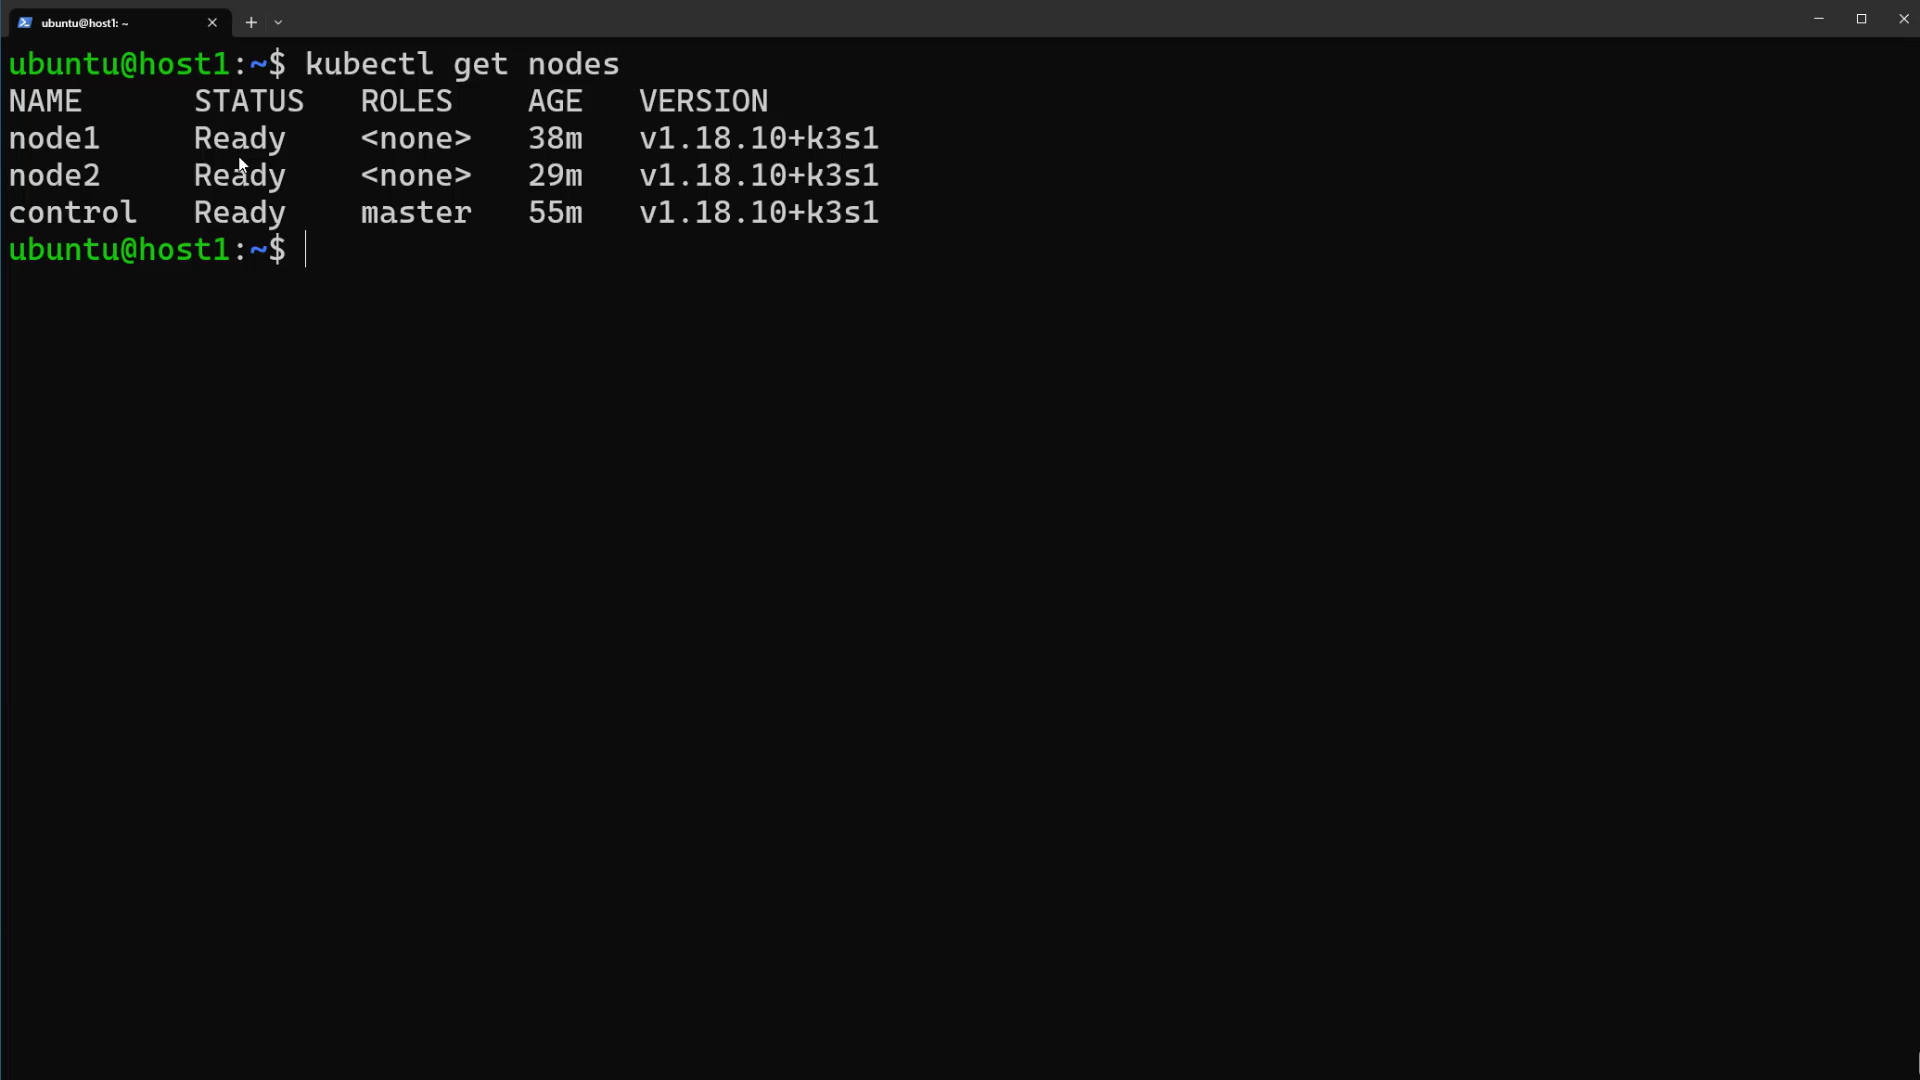 ubuntu@host1: ~
ubuntu@host1:~$ kubectl get nodes
NAME      STATUS   ROLES    AGE   VERSION
node1     Ready    <none>   38m   v1.18.10+k3s1
node2     Ready    <none>   29m   v1.18.10+k3s1
control   Ready    master   55m   v1.18.10+k3s1
ubuntu@host1:~$